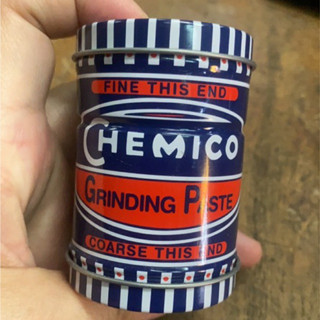 FINE THIS END
CHEMICO
GRINDING PASTE
COARSE THIS END